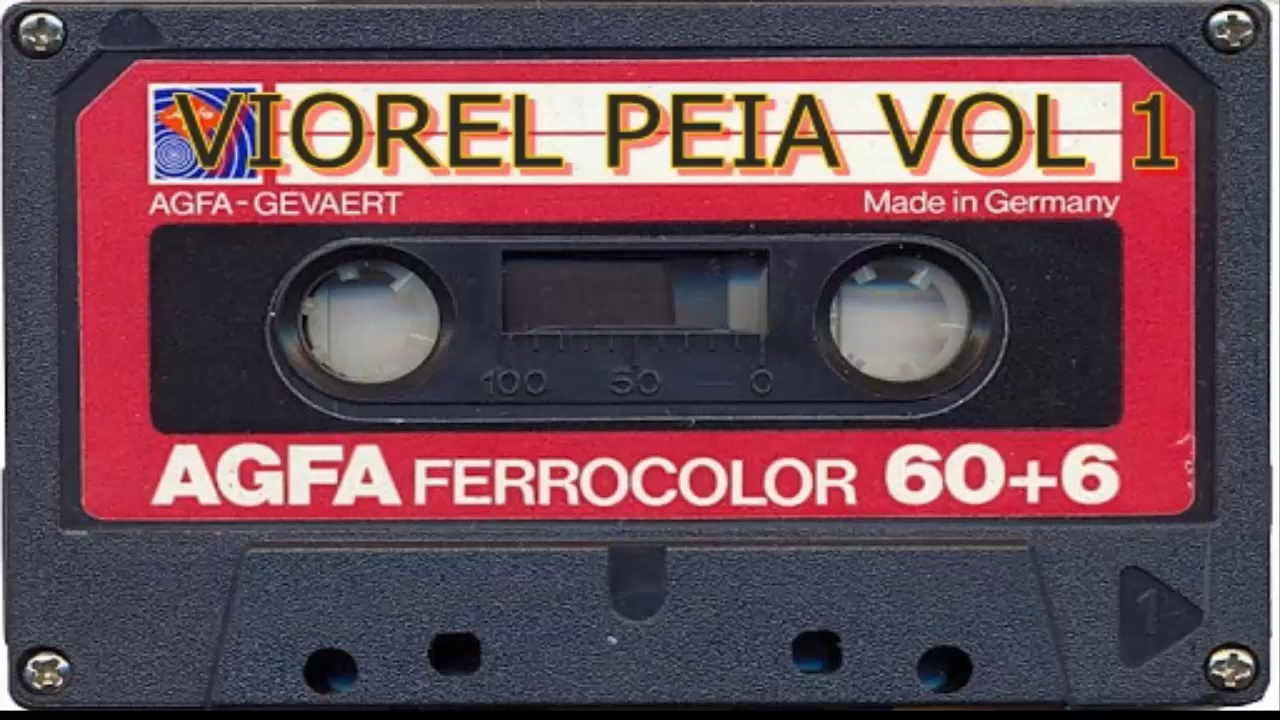 VIOREL PEIA VOL 1
AGFA-GEVAERT
Made in Germany
100 50 0
AGFA FERROCOLOR 60+6